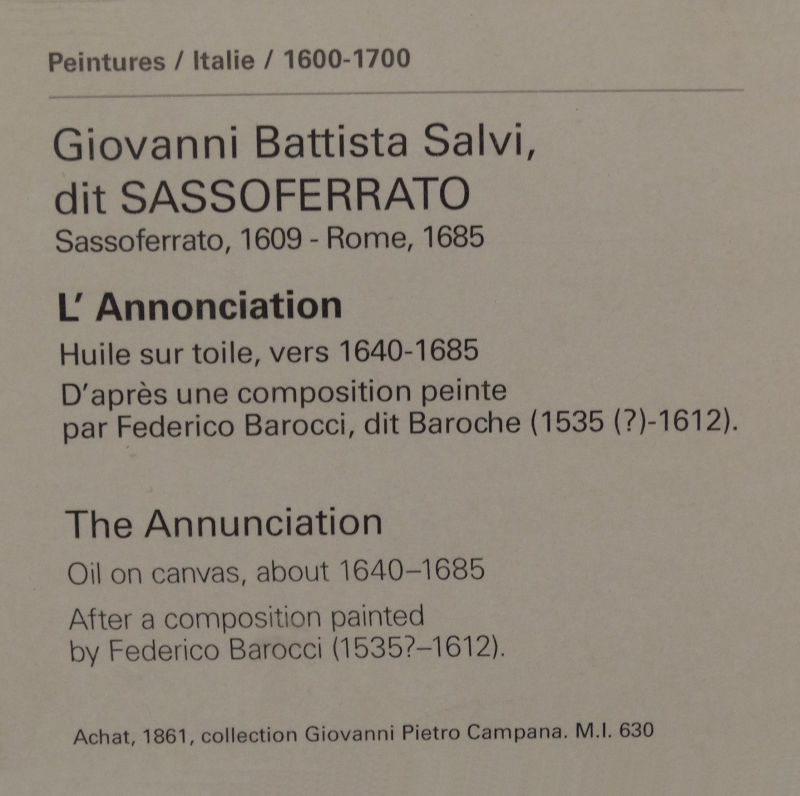 Peintures / Italie / 1600-1700
Giovanni Battista Salvi,
dit SASSOFERRATO
Sassoferrato, 1609 - Rome, 1685
L' Annonciation
Huile sur toile, vers 1640-1685
D'après une composition peinte
par Federico Barocci, dit Baroche (1535 (?)-1612).
The Annunciation
Oil on canvas, about 1640–1685
After a composition painted
by Federico Barocci (1535?–1612).
Achat, 1861, collection Giovanni Pietro Campana. M.I. 630